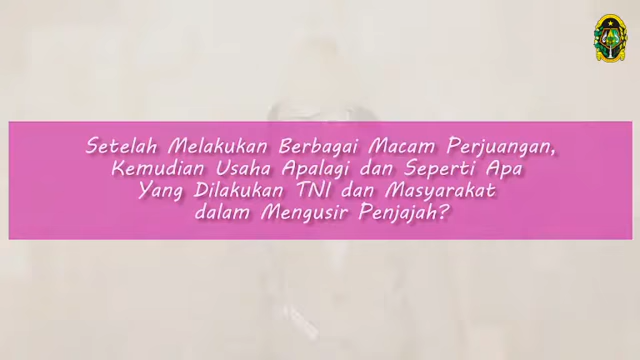 Setelah Melakukan Berbagai Macam Perjuangan,
Kemudian Usaha Apalagi dan Seperti Apa
Yang Dilakukan TNI dan Masyarakat
dalam Mengusir Penjajah?